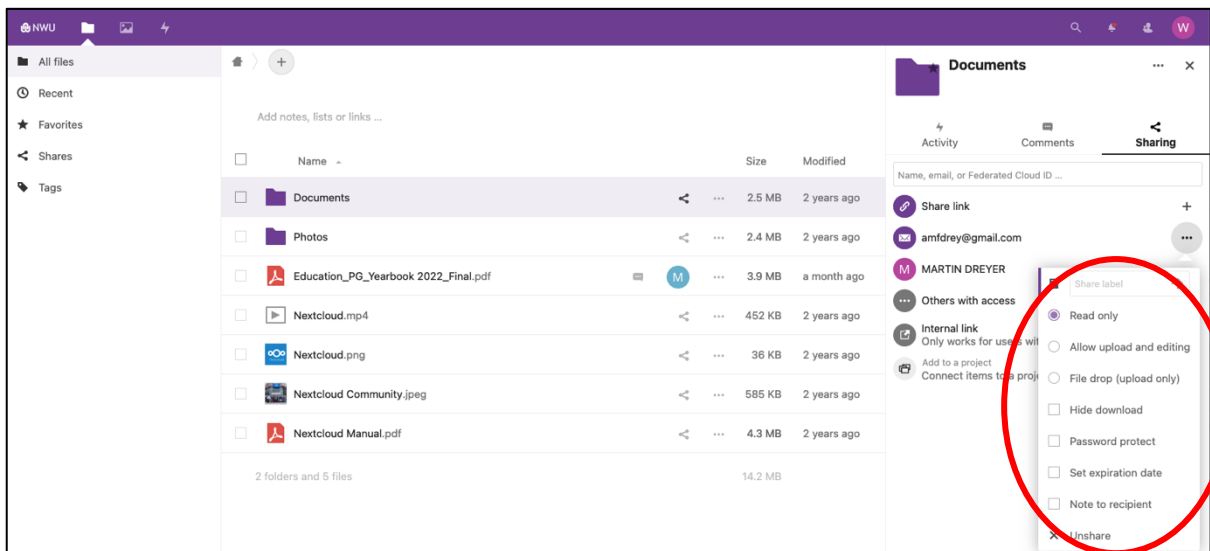 NWU
W
All files
Recent
Favorites
Shares
Tags
Add notes, lists or links ...
Name Size Modified
Documents 2.5 MB 2 years ago
Photos 2.4 MB 2 years ago
Education_PG_Yearbook 2022_Final.pdf M 3.9 MB a month ago
Nextcloud.mp4 452 KB 2 years ago
Nextcloud.png 36 KB 2 years ago
Nextcloud Community.jpeg 585 KB 2 years ago
Nextcloud Manual.pdf 4.3 MB 2 years ago
2 folders and 5 files 14.2 MB
Documents
Activity Comments Sharing
Name, email, or Federated Cloud ID ...
Share link
amfdrey@gmail.com
M MARTIN DREYER
Others with access
Internal link
Only works for users wi
Add to a project
Connect items to a proj
Share label
Read only
Allow upload and editing
File drop (upload only)
Hide download
Password protect
Set expiration date
Note to recipient
Unshare